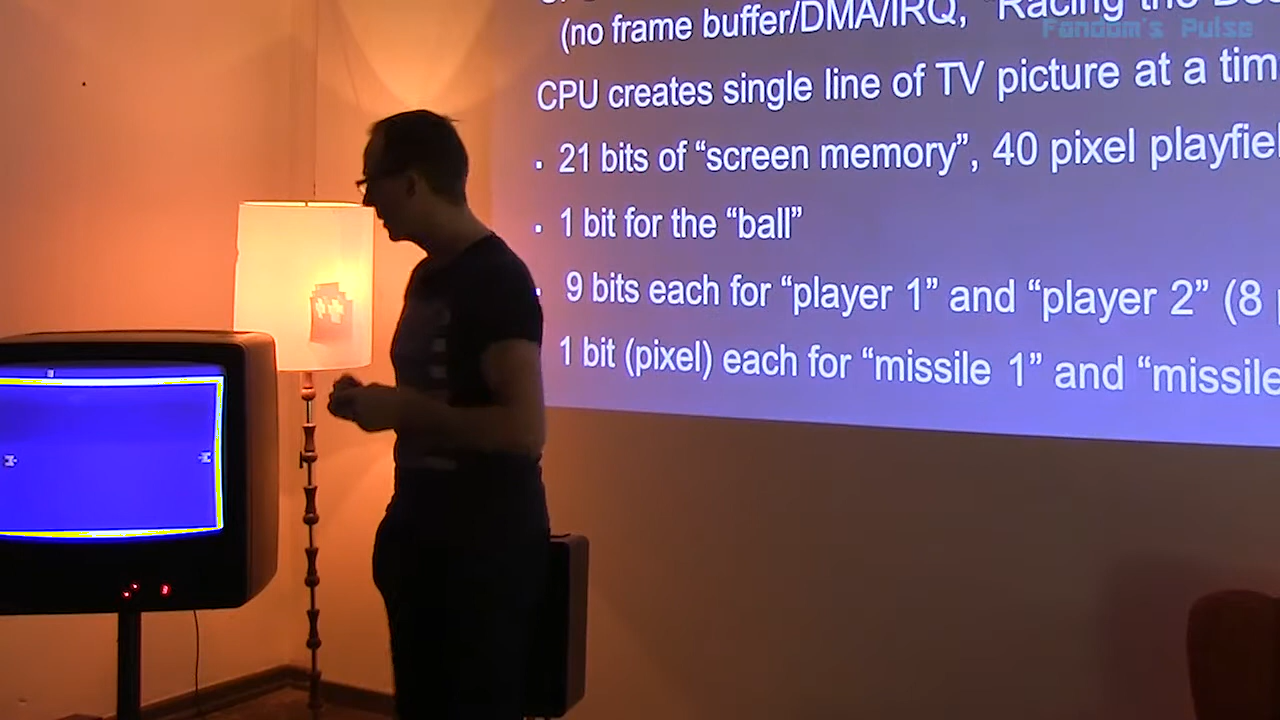 (no frame buffer/DMA/IRQ, "Racing the
Fandom's Pulse
CPU creates single line of TV picture at a tim
· 21 bits of “screen memory”, 40 pixel playfie
· 1 bit for the “ball”
· 9 bits each for “player 1” and “player 2” (8
1 bit (pixel) each for “missile 1” and “missile